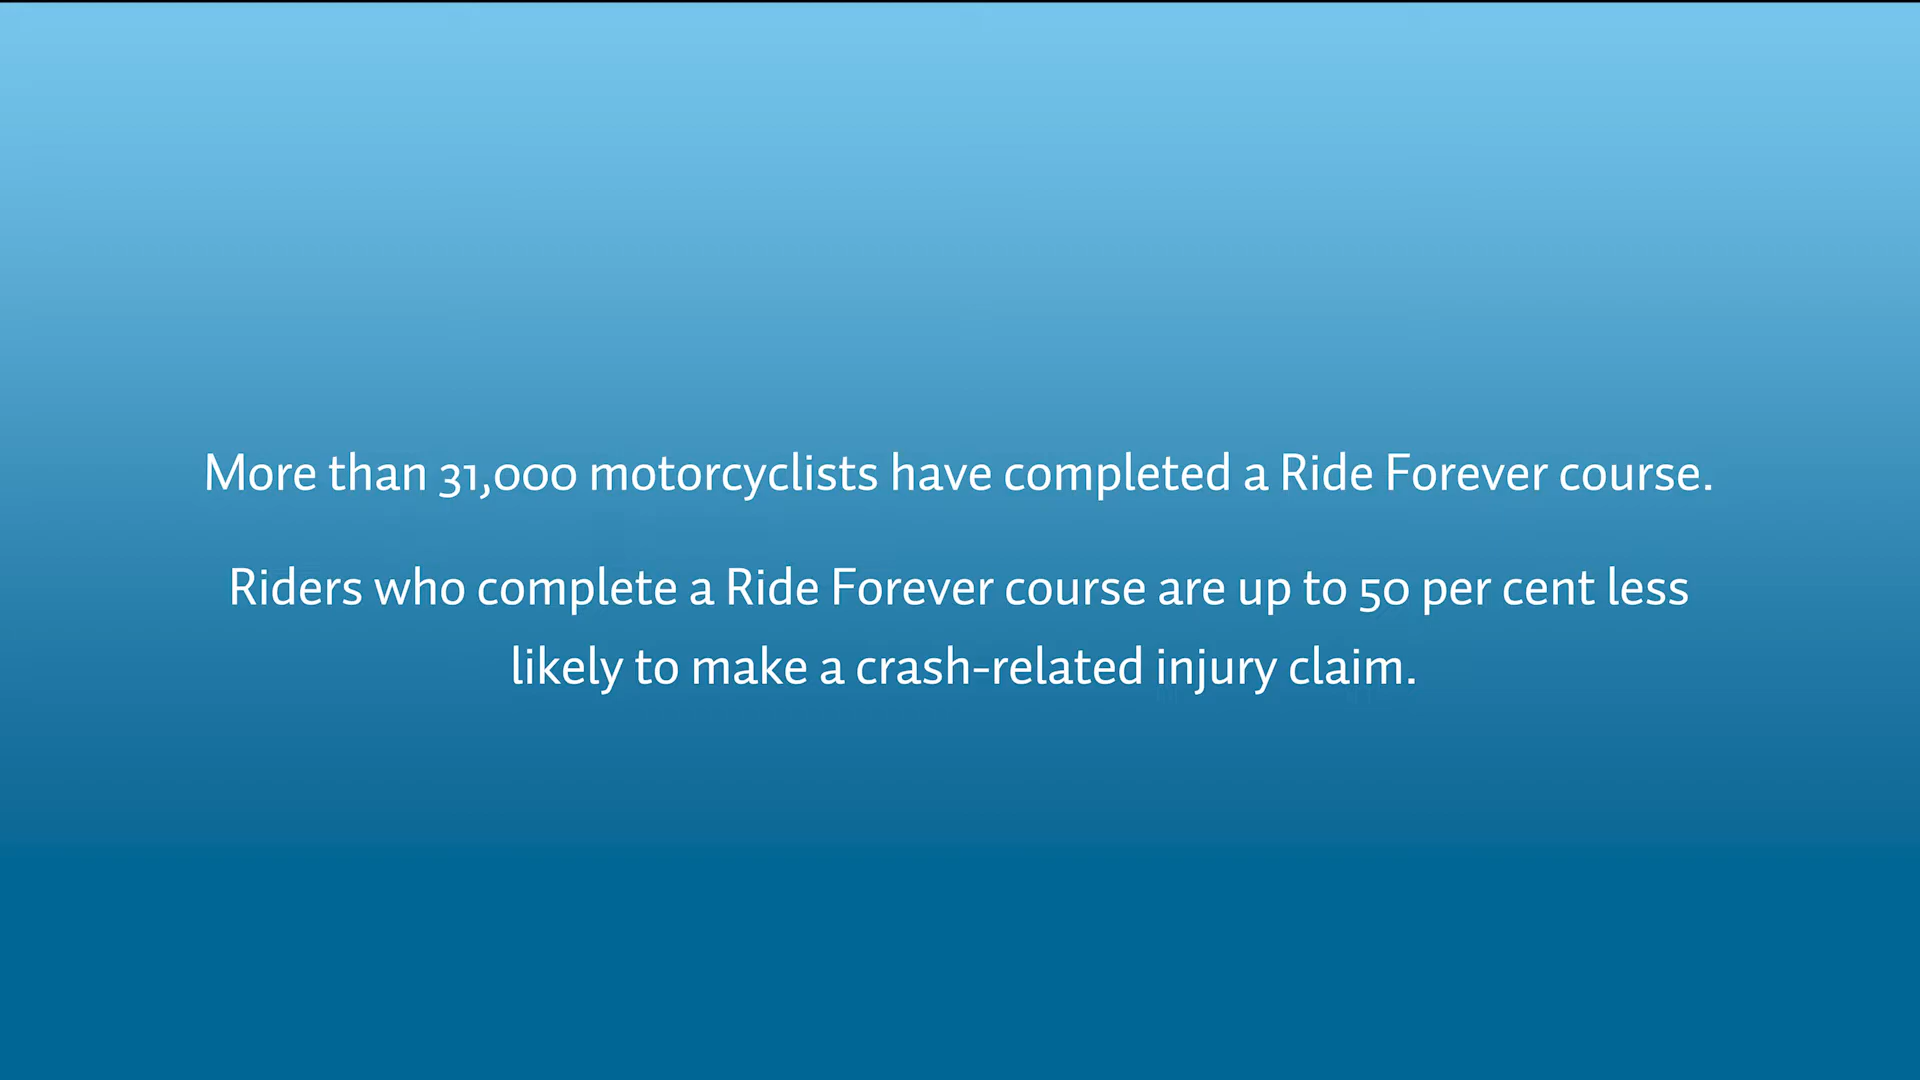 More than 31,000 motorcyclists have completed a Ride Forever course.
Riders who complete a Ride Forever course are up to 50 per cent less
likely to make a crash-related injury claim.